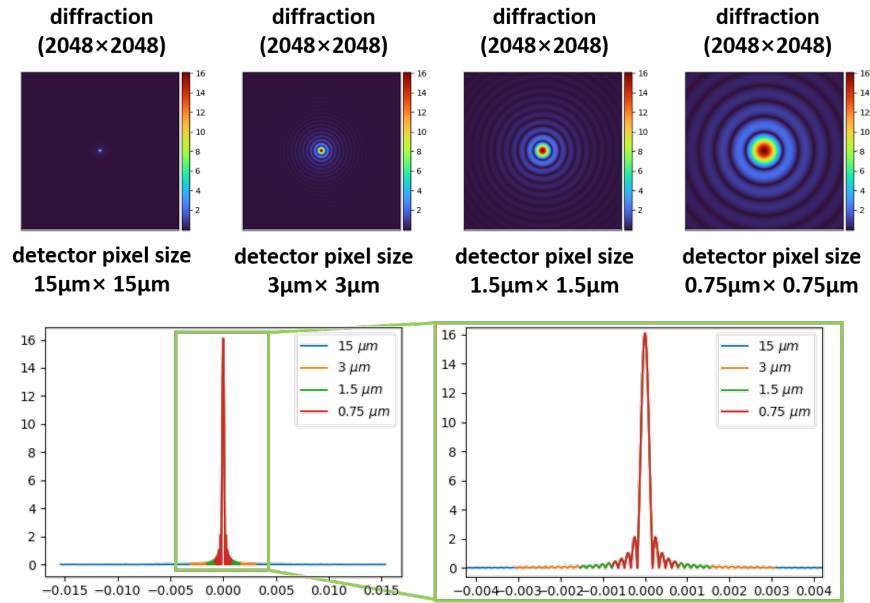 diffraction
(2048×2048)
diffraction
(2048×2048)
diffraction
(2048×2048)
diffraction
(2048×2048)
16
14
12
10
8
6
4
2
16
14
12
10
8
6
4
2
16
14
12
10
8
6
4
2
16
14
12
10
8
6
4
2
detector pixel size
15μm× 15μm
detector pixel size
3μm× 3μm
detector pixel size
1.5μm× 1.5μm
detector pixel size
0.75μm× 0.75μm
16
14
12
10
8
6
4
2
0
15 μm
3 μm
1.5 μm
0.75 μm
−0.015 −0.010 −0.005 0.000 0.005 0.010 0.015
16
14
12
10
8
6
4
2
0
15 μm
3 μm
1.5 μm
0.75 μm
−0.004 −0.003 −0.002 −0.001 0.000 0.001 0.002 0.003 0.004